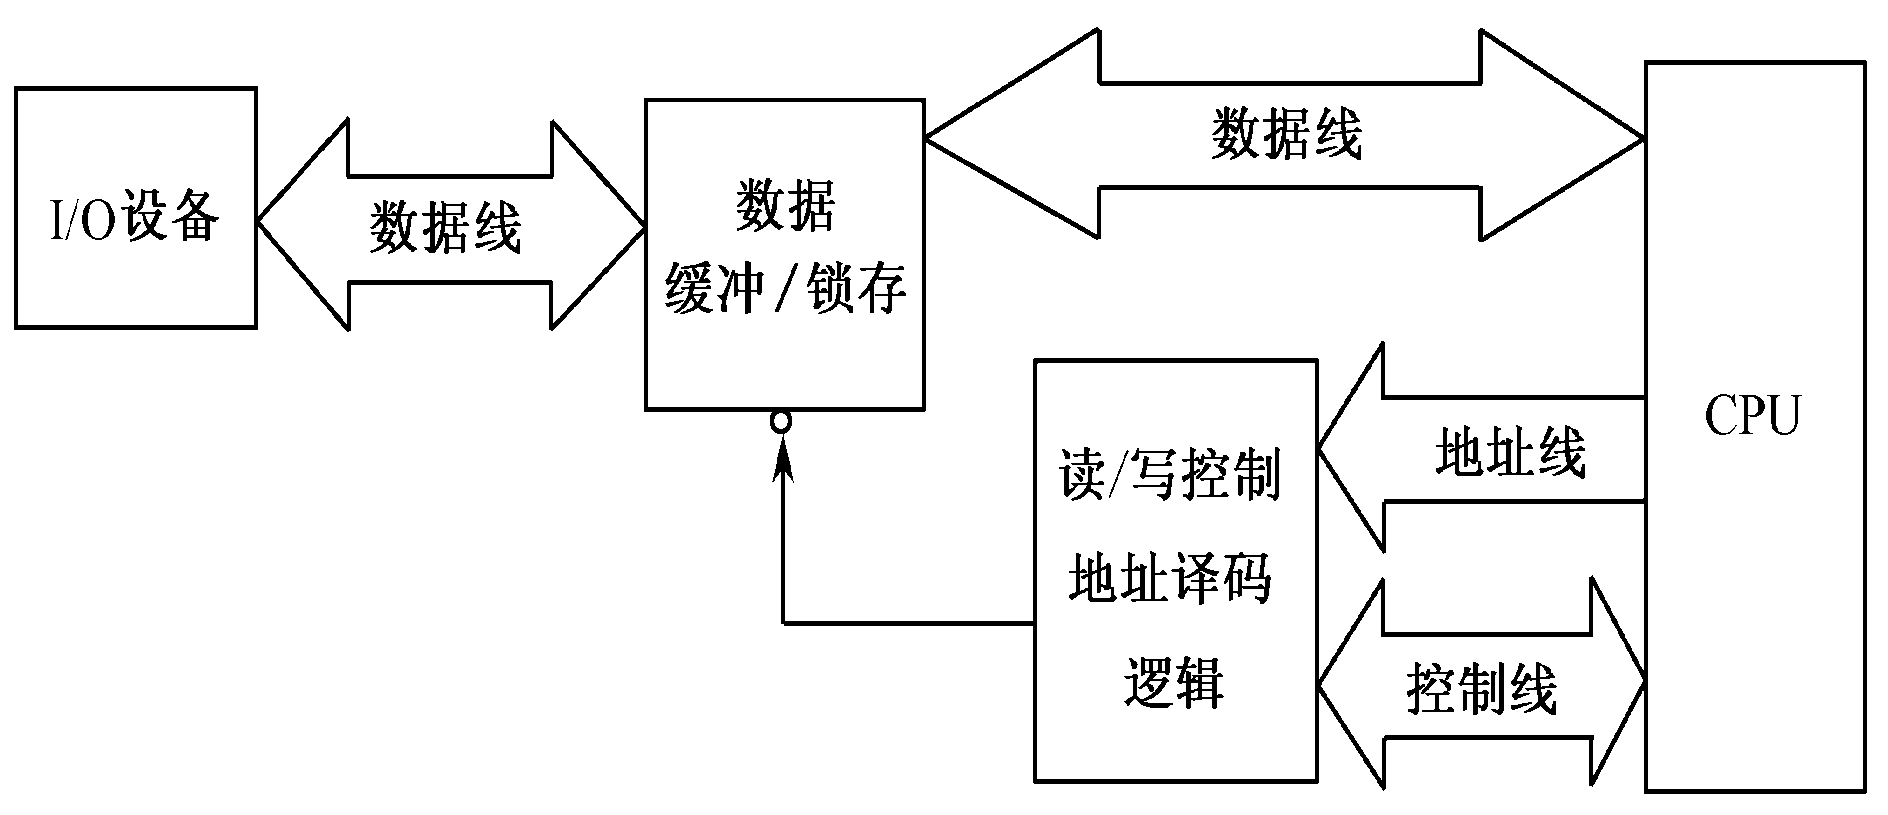 I/O设备
数据线
数据
缓冲/锁存
数据线
读/写控制
地址译码
逻辑
地址线
控制线
CPU